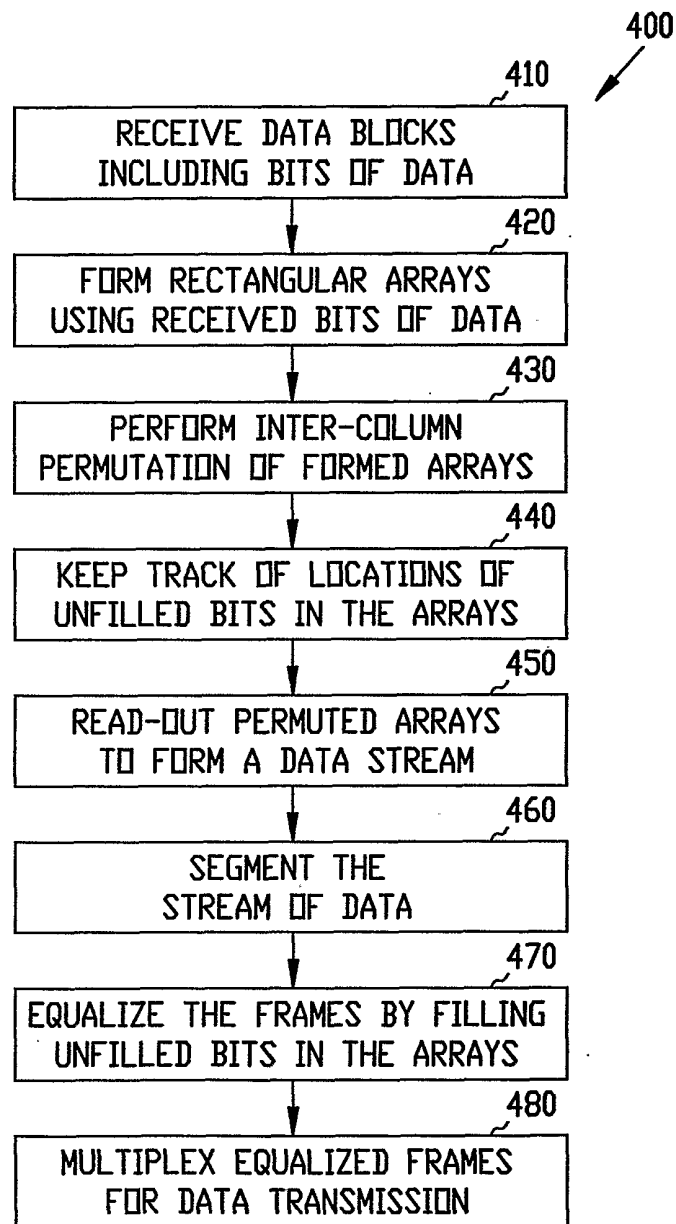 400
410
RECEIVE DATA BLOCKS
INCLUDING BITS OF DATA
420
FORM RECTANGULAR ARRAYS
USING RECEIVED BITS OF DATA
430
PERFORM INTER-COLUMN
PERMUTATION OF FORMED ARRAYS
440
KEEP TRACK OF LOCATIONS OF
UNFILLED BITS IN THE ARRAYS
450
READ-OUT PERMUTED ARRAYS
TO FORM A DATA STREAM
460
SEGMENT THE
STREAM OF DATA
470
EQUALIZE THE FRAMES BY FILLING
UNFILLED BITS IN THE ARRAYS
480
MULTIPLEX EQUALIZED FRAMES
FOR DATA TRANSMISSION